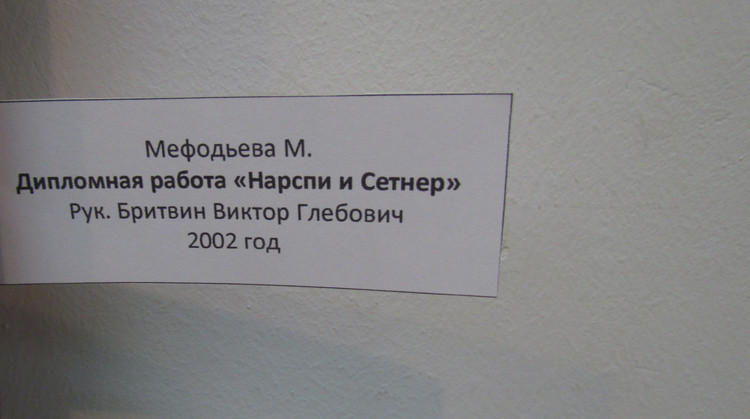 Мефодьева М.
Дипломная работа «Нарспи и Сетнер»
Рук. Бритвин Виктор Глебович
2002 год